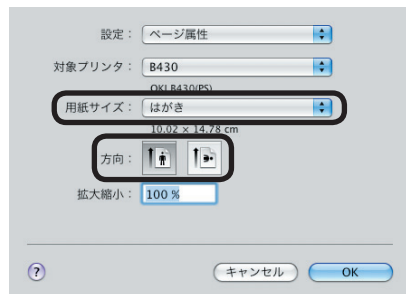 設定： ページ属性
対象プリンタ： B430
OKI B430(PS)
用紙サイズ： はがき
10.02 × 14.78 cm
方向：
拡大縮小： 100 %
? キャンセル OK